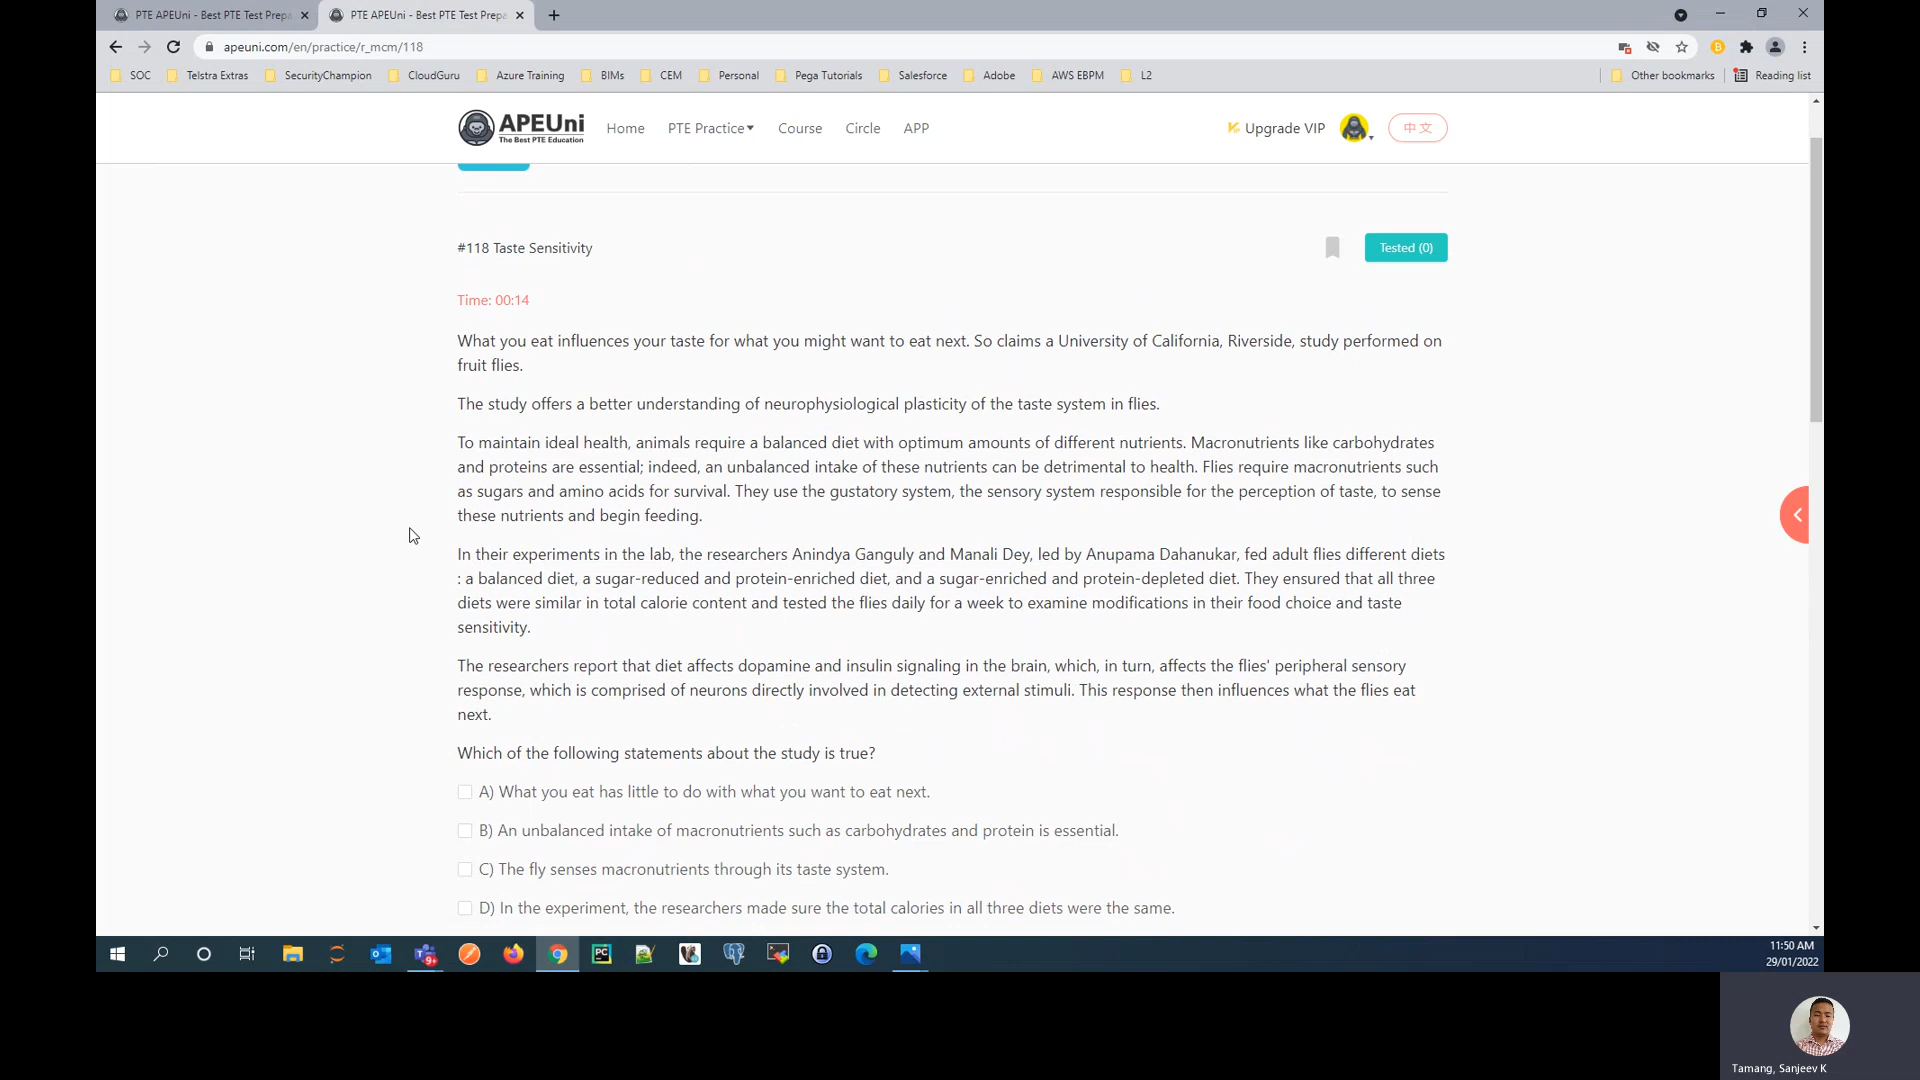 PTE APEUni - Best PTE Test Prepa
PTE APEUni - Best PTE Test Prepa
apeuni.com/en/practice/r_mcm/118
SOC
Telstra Extras
SecurityChampion
CloudGuru
Azure Training
BIMs
CEM
Personal
Pega Tutorials
Salesforce
Adobe
AWS EBPM
L2
Other bookmarks
Reading list
APEUni
The Best PTE Education
Home
PTE Practice
Course
Circle
APP
Upgrade VIP
中文
#118 Taste Sensitivity
Tested (0)
Time: 00:14
What you eat influences your taste for what you might want to eat next. So claims a University of California, Riverside, study performed on
fruit flies.
The study offers a better understanding of neurophysiological plasticity of the taste system in flies.
To maintain ideal health, animals require a balanced diet with optimum amounts of different nutrients. Macronutrients like carbohydrates
and proteins are essential; indeed, an unbalanced intake of these nutrients can be detrimental to health. Flies require macronutrients such
as sugars and amino acids for survival. They use the gustatory system, the sensory system responsible for the perception of taste, to sense
these nutrients and begin feeding.
In their experiments in the lab, the researchers Anindya Ganguly and Manali Dey, led by Anupama Dahanukar, fed adult flies different diets
: a balanced diet, a sugar-reduced and protein-enriched diet, and a sugar-enriched and protein-depleted diet. They ensured that all three
diets were similar in total calorie content and tested the flies daily for a week to examine modifications in their food choice and taste
sensitivity.
The researchers report that diet affects dopamine and insulin signaling in the brain, which, in turn, affects the flies' peripheral sensory
response, which is comprised of neurons directly involved in detecting external stimuli. This response then influences what the flies eat
next.
Which of the following statements about the study is true?
A) What you eat has little to do with what you want to eat next.
B) An unbalanced intake of macronutrients such as carbohydrates and protein is essential.
C) The fly senses macronutrients through its taste system.
D) In the experiment, the researchers made sure the total calories in all three diets were the same.
PC
9+
11:50 AM
29/01/2022
Tamang, Sanjeev K